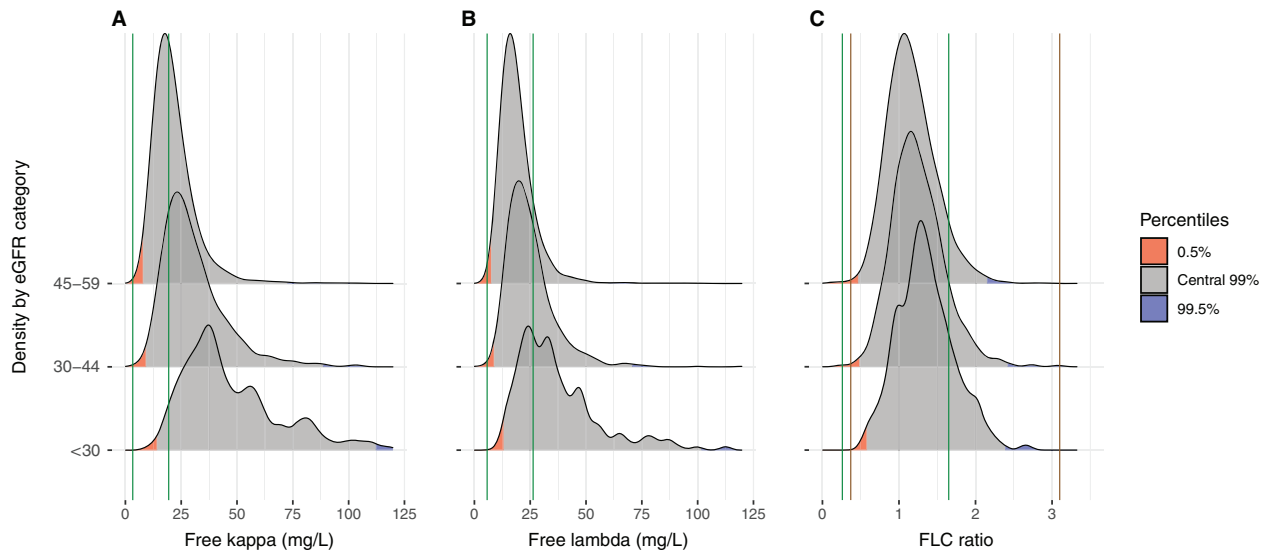 A
B
C
Density by eGFR category
45–59
30–44
<30
0
25
50
75
100
125
0
25
50
75
100
125
0
1
2
3
Free kappa (mg/L)
Free lambda (mg/L)
FLC ratio
Percentiles
0.5%
Central 99%
99.5%